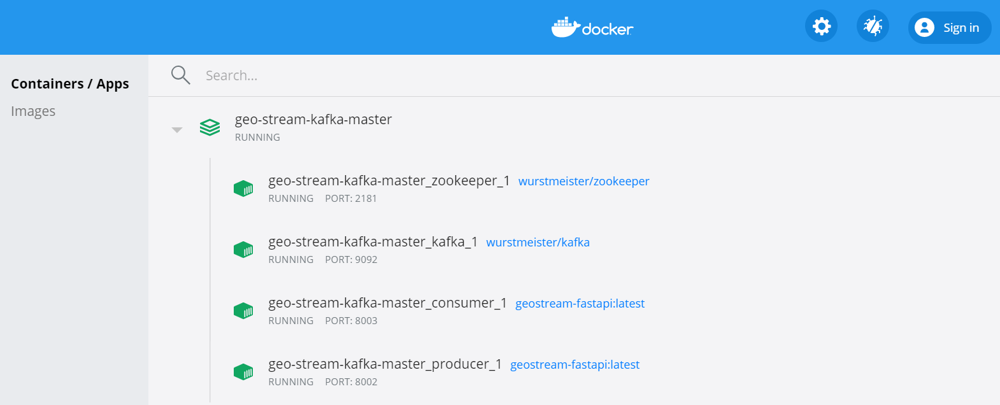 docker
Sign in
Containers / Apps
Images
Search...
geo-stream-kafka-master
RUNNING
geo-stream-kafka-master_zookeeper_1 wurstmeister/zookeeper
RUNNING PORT: 2181
geo-stream-kafka-master_kafka_1 wurstmeister/kafka
RUNNING PORT: 9092
geo-stream-kafka-master_consumer_1 geostream-fastapi:latest
RUNNING PORT: 8003
geo-stream-kafka-master_producer_1 geostream-fastapi:latest
RUNNING PORT: 8002